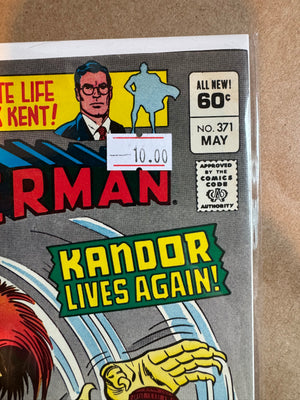 TE LIFE
KENT!
ALL NEW!
60¢
NO. 371
MAY
10.00
APPROVED
BY THE
COMICS
CODE
AUTHORITY
ERMAN
KANDOR
LIVES AGAIN!